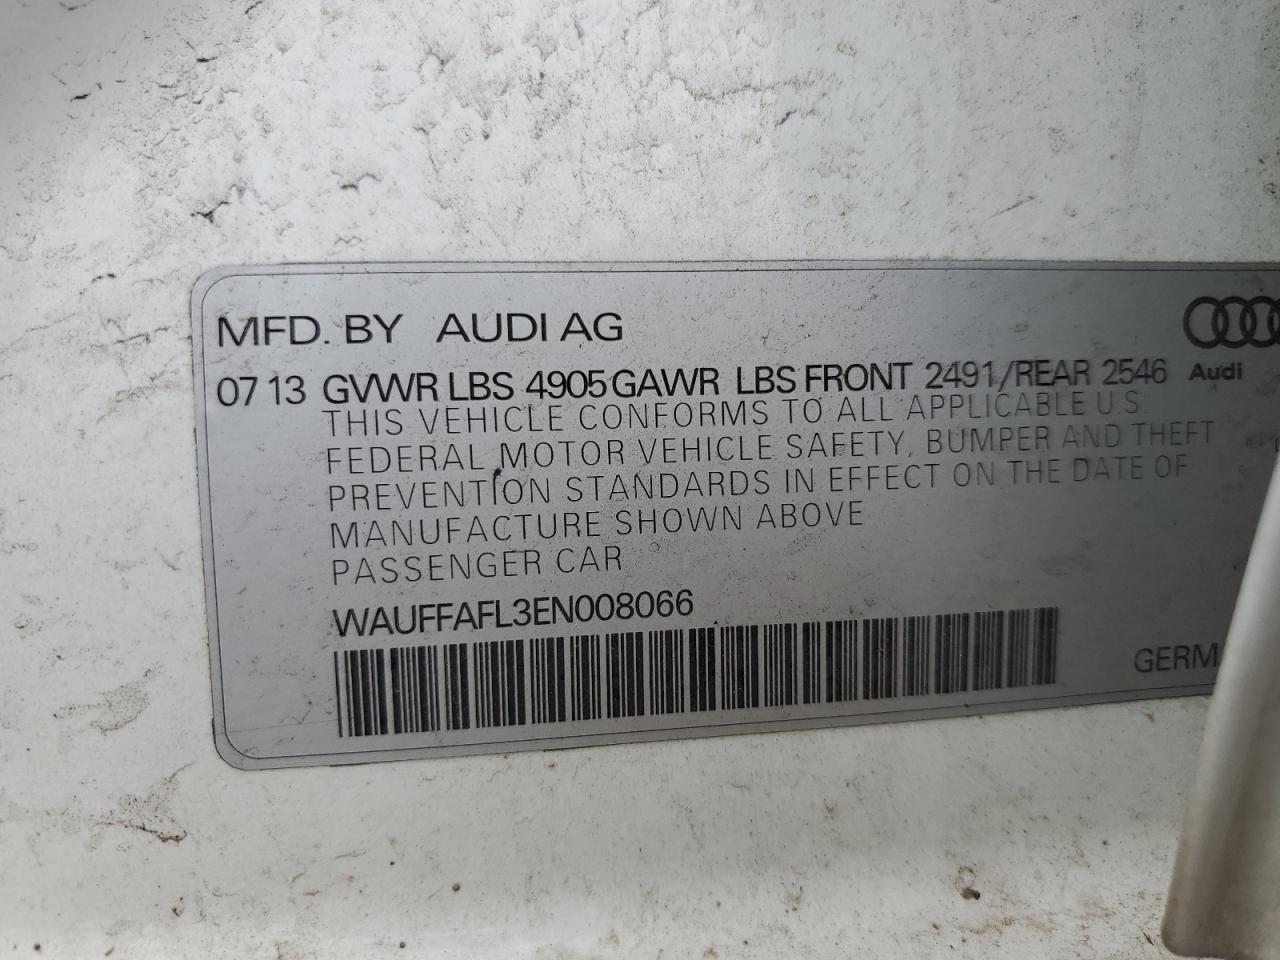 MFD. BY AUDI AG
07 13 GVWR LBS 4905 GAWR LBS FRONT 2491/REAR 2546 Audi
THIS VEHICLE CONFORMS TO ALL APPLICABLE U S
FEDERAL MOTOR VEHICLE SAFETY, BUMPER AND THEFT
PREVENTION STANDARDS IN EFFECT ON THE DATE OF
MANUFACTURE SHOWN ABOVE
PASSENGER CAR
WAUFFAFL3EN008066
GERM